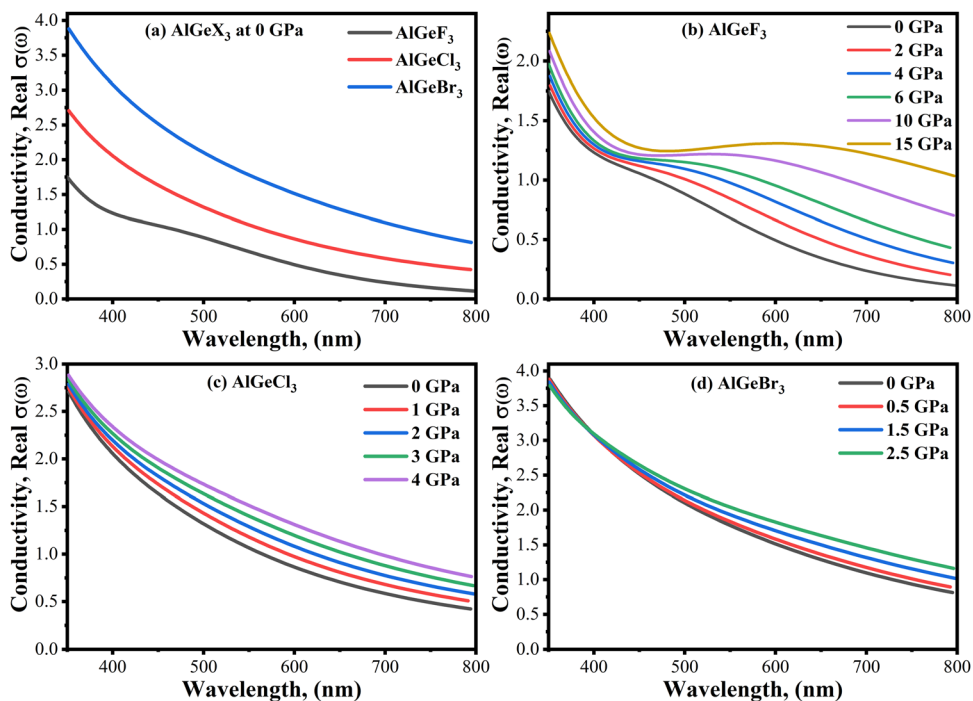 (a) AlGeX₃ at 0 GPa
AlGeF₃
AlGeCl₃
AlGeBr₃
Conductivity, Real σ(ω)
4.0
3.5
3.0
2.5
2.0
1.5
1.0
0.5
0.0
400 500 600 700 800
Wavelength, (nm)
(b) AlGeF₃
0 GPa
2 GPa
4 GPa
6 GPa
10 GPa
15 GPa
Conductivity, Real(ω)
2.0
1.5
1.0
0.5
0.0
400 500 600 700 800
Wavelength, (nm)
(c) AlGeCl₃
0 GPa
1 GPa
2 GPa
3 GPa
4 GPa
Conductivity, Real σ(ω)
3.0
2.5
2.0
1.5
1.0
0.5
0.0
400 500 600 700 800
Wavelength, (nm)
(d) AlGeBr₃
0 GPa
0.5 GPa
1.5 GPa
2.5 GPa
Conductivity, Real σ(ω)
4.0
3.5
3.0
2.5
2.0
1.5
1.0
0.5
0.0
400 500 600 700 800
Wavelength, (nm)